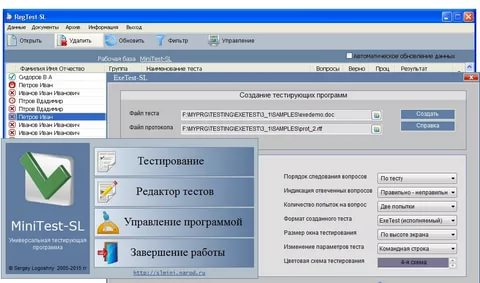 RegTest-SL
Данные Документы Архив Информация Выход
Открыть Удалить Обновить Фильтр Управление
Рабочая база MiniTest-SL Автоматическое обновление данных
Фамилия Имя Отчество Группа Наименование теста Вопросы Верно Проц Результат
Сидоров В А
Петров Иван
Иванов Иван Иванович
Птров Вдадимир
Птров Вдадимир
Петров Иван
Иванов Иван Иванович
Иванов Иван Иванович
ExeTest-SL
Создание тестирующих программ
Файл теста F:\MYPRG\TESTING\EXETEST\3_1\SAMPLES\exedemo.doc Создать
Файл протокола F:\MYPRG\TESTING\EXETEST\3_1\SAMPLES\prot_2.rtf Справка
Порядок следования вопросов По тесту
Индикация отвеченных вопросов Правильно - неправильн
Количество попыток на вопрос Две попытки
Формат созданного теста ExeTest (исполняемый)
Размер окна тестирования По высоте экрана
Изменение параметров теста Командная строка
Цветовая схема тестирования 4-я схема
MiniTest-SL
Универсальная тестирующая
программа
© Sergey Logoshny 2005-2015 гг
Тестирование
Редактор тестов
Управление программой
Завершение работы
http://slmini.narod.ru